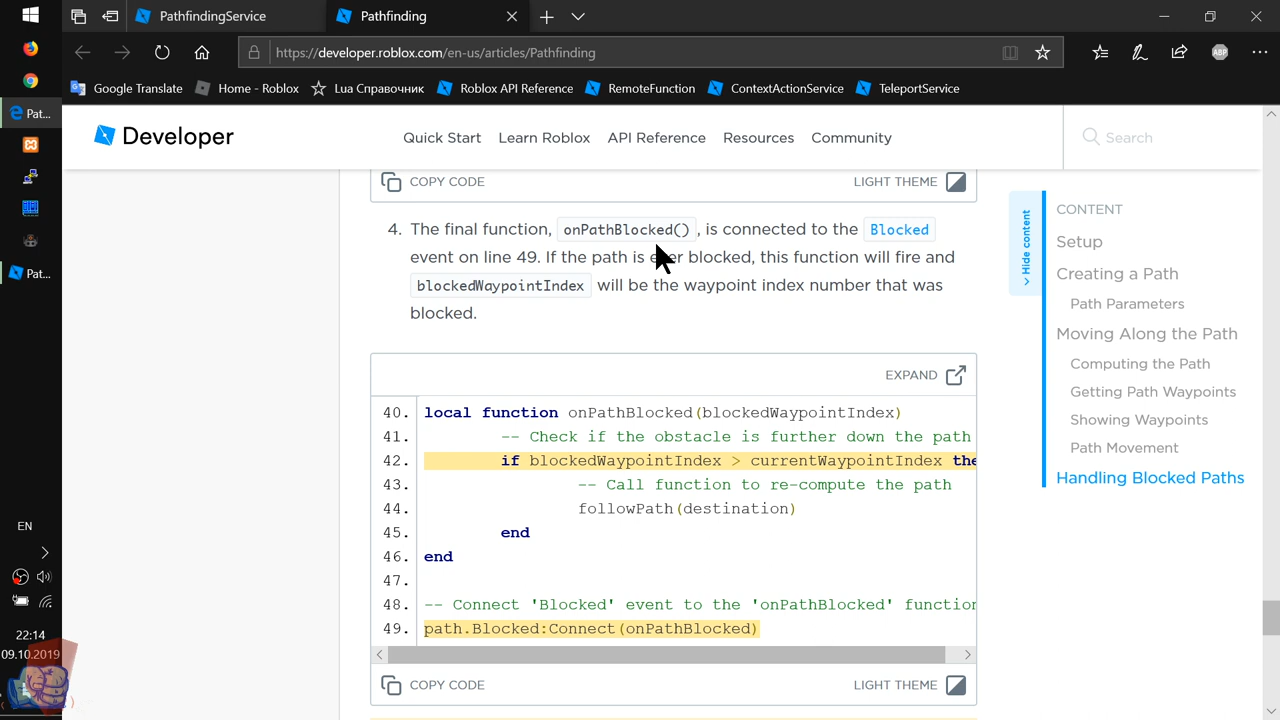 PathfindingService
Pathfinding
https://developer.roblox.com/en-us/articles/Pathfinding
ABP
Google Translate
Home - Roblox
Lua Справочник
Roblox API Reference
RemoteFunction
ContextActionService
TeleportService
Pat...
Pat...
EN
22:14
09.10.2019
Developer
Quick Start
Learn Roblox
API Reference
Resources
Community
Search
COPY CODE
LIGHT THEME
4. The final function, onPathBlocked(), is connected to the Blocked
event on line 49. If the path is ever blocked, this function will fire and
blockedWaypointIndex will be the waypoint index number that was
blocked.
EXPAND
40. local function onPathBlocked(blockedWaypointIndex)
41. -- Check if the obstacle is further down the path
42. if blockedWaypointIndex > currentWaypointIndex the
43. -- Call function to re-compute the path
44. followPath(destination)
45. end
46. end
47.
48. -- Connect 'Blocked' event to the 'onPathBlocked' function
49. path.Blocked:Connect(onPathBlocked)
COPY CODE
LIGHT THEME
Hide content
CONTENT
Setup
Creating a Path
Path Parameters
Moving Along the Path
Computing the Path
Getting Path Waypoints
Showing Waypoints
Path Movement
Handling Blocked Paths